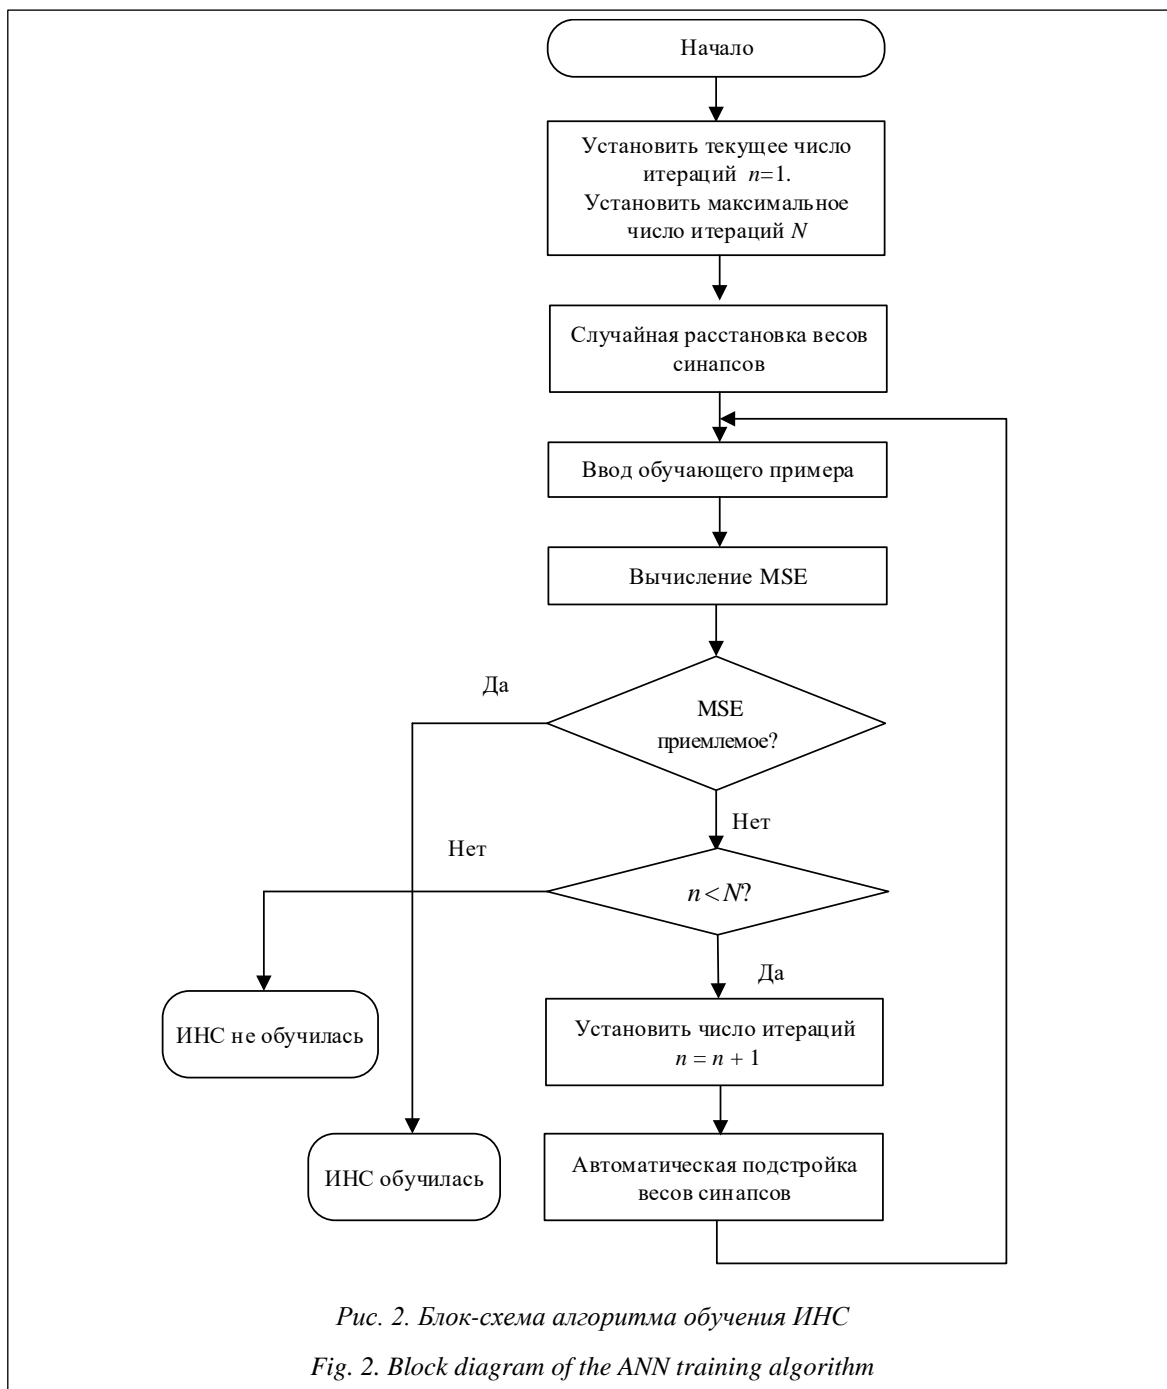 Начало
Установить текущее число
итераций n=1.
Установить максимальное
число итераций N
Случайная расстановка весов
синапсов
Ввод обучающего примера
Вычисление MSE
Да
MSE
приемлемое?
Нет
Нет
n<N?
Да
ИНС не обучилась
Установить число итераций
n = n + 1
ИНС обучилась
Автоматическая подстройка
весов синапсов
Рис. 2. Блок-схема алгоритма обучения ИНС
Fig. 2. Block diagram of the ANN training algorithm